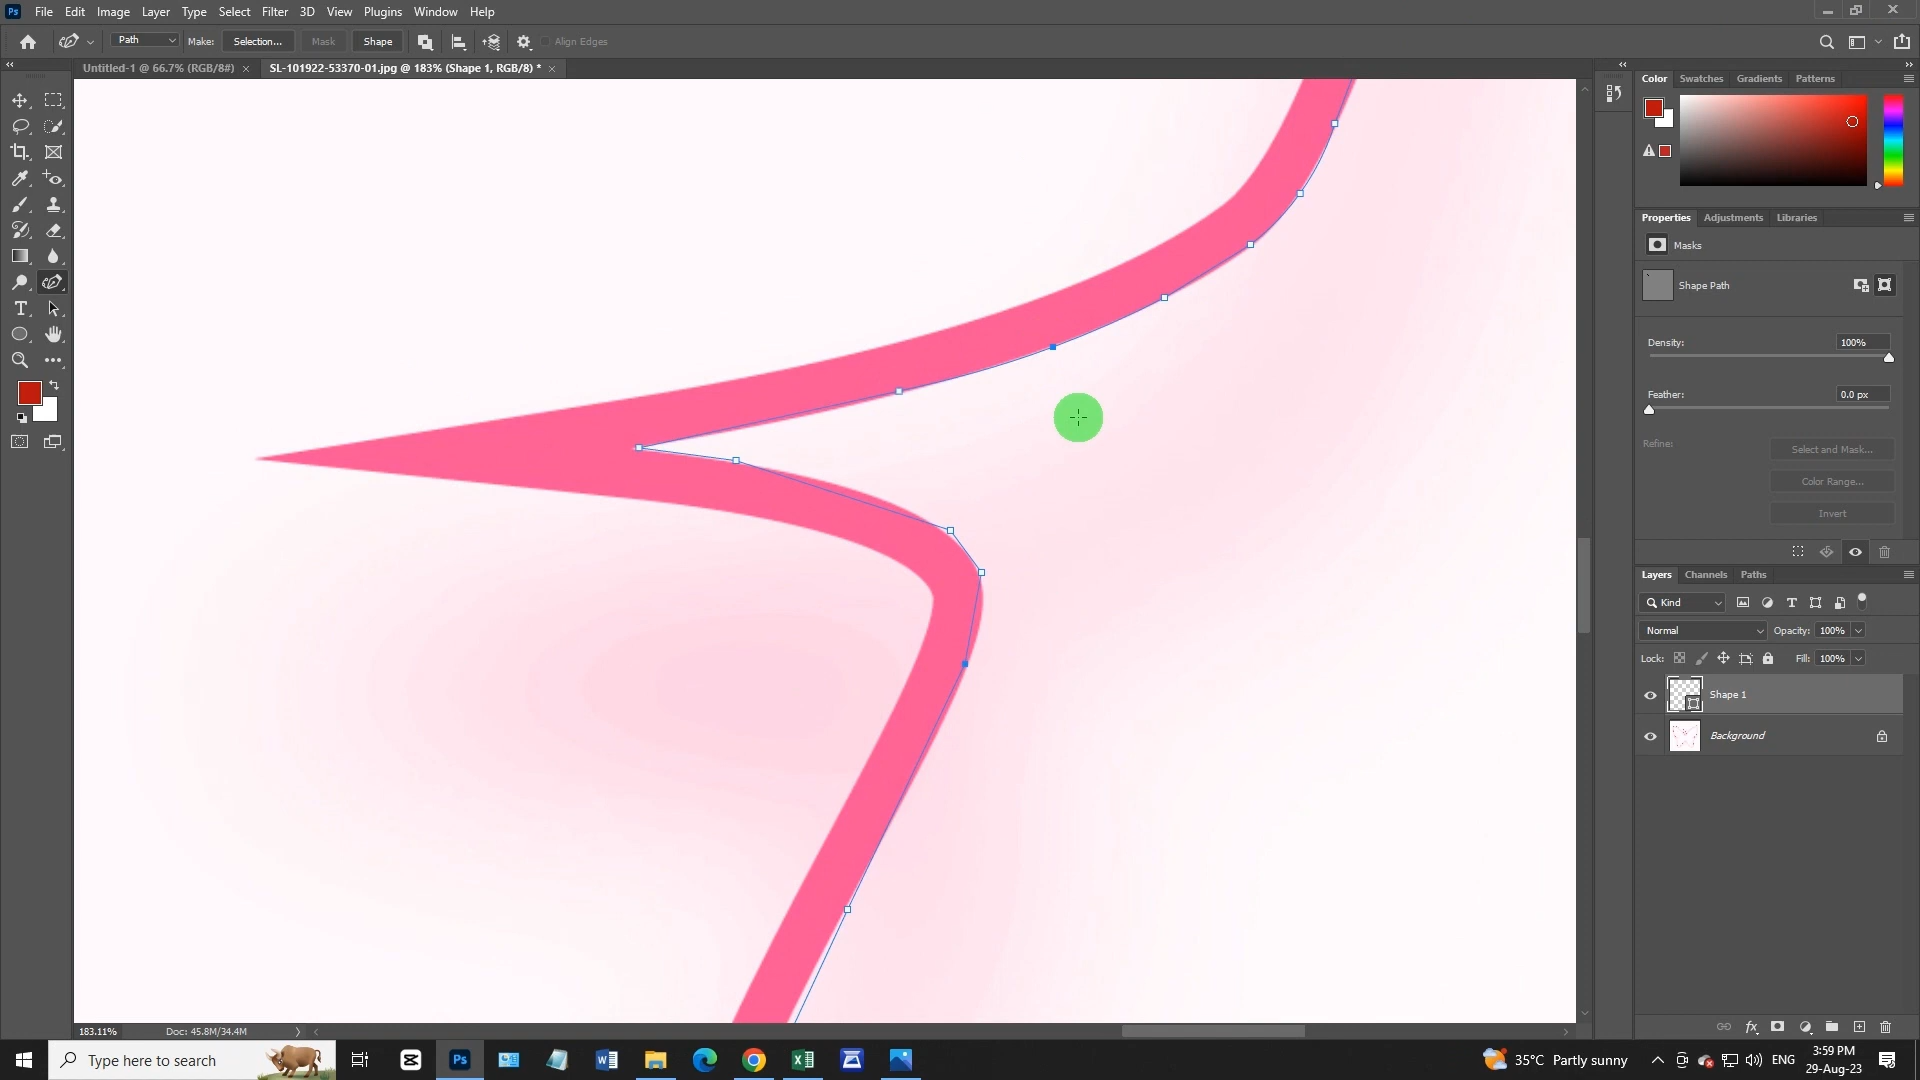 Ps File Edit Image Layer Type Select Filter 3D View Plugins Window Help
Path Make: Selection... Mask Shape Align Edges
Untitled-1 @ 66.7% (RGB/8#) SL-101922-53370-01.jpg @ 183% (Shape 1, RGB/8) *
Color Swatches Gradients Patterns
Properties Adjustments Libraries
Masks
Shape Path
Density: 100%
Feather: 0.0 px
Refine: Select and Mask...
Color Range...
Invert
Layers Channels Paths
Kind
Normal Opacity: 100%
Lock: Fill: 100%
Shape 1
Background
183.11% Doc: 45.8M/34.4M
Type here to search
Ps
35°C Partly sunny
ENG
3:59 PM
29-Aug-23